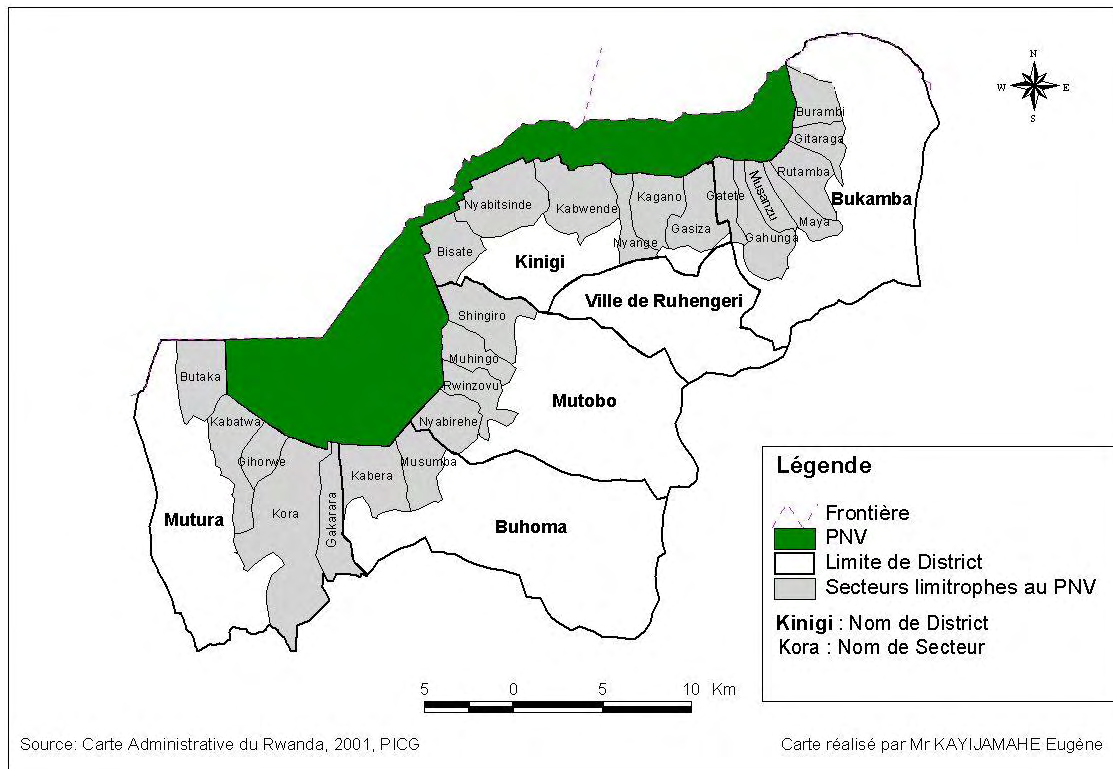 N
W E
S
Burambi
Gitaraga
Rutamba
Bukamba
Maya
Musanzu
Gatete
Gahunga
Kagano
Gasiza
Nyange
Kabwende
Nyabitsinde
Bisate
Kinigi
Ville de Ruhengeri
Shingiro
Muhingo
Rwinzovu
Nyabirehe
Mutobo
Butaka
Kabatwa
Gihorwe
Kora
Gakarara
Kabera
Musumba
Mutura
Buhoma
Légende
Frontière
PNV
Limite de District
Secteurs limitrophes au PNV
Kinigi : Nom de District
Kora : Nom de Secteur
5 0 5 10 Km
Source: Carte Administrative du Rwanda, 2001, PICG
Carte réalisé par Mr KAYIJAMAHE Eugène